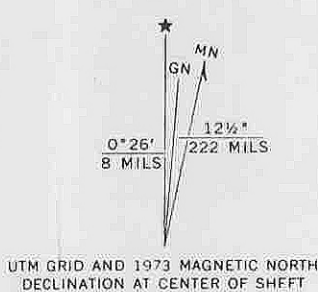 ★
MN
GN
0°26'
8 MILS
12½°
222 MILS
UTM GRID AND 1973 MAGNETIC NORTH
DECLINATION AT CENTER OF SHEET